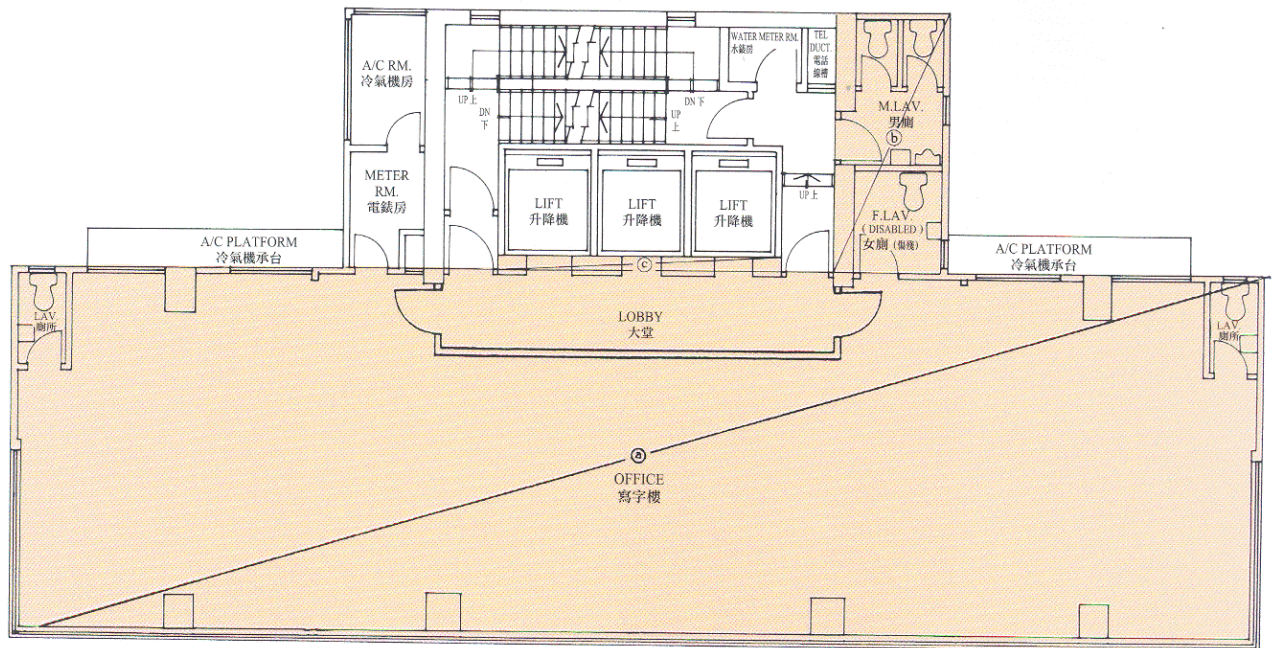 A/C RM.
冷氣機房
WATER METER RM.
水錶房
TEL
DUCT.
電話
線槽
UP 上
DN
下
DN 下
UP
上
M.LAV.
男廁
b
METER
RM.
電錶房
LIFT
升降機
LIFT
升降機
LIFT
升降機
UP 上
F.LAV.
( DISABLED )
女廁 (傷殘)
A/C PLATFORM
冷氣機承台
A/C PLATFORM
冷氣機承台
c
LAV.
廁所
LOBBY
大堂
LAV.
廁所
a
OFFICE
寫字樓